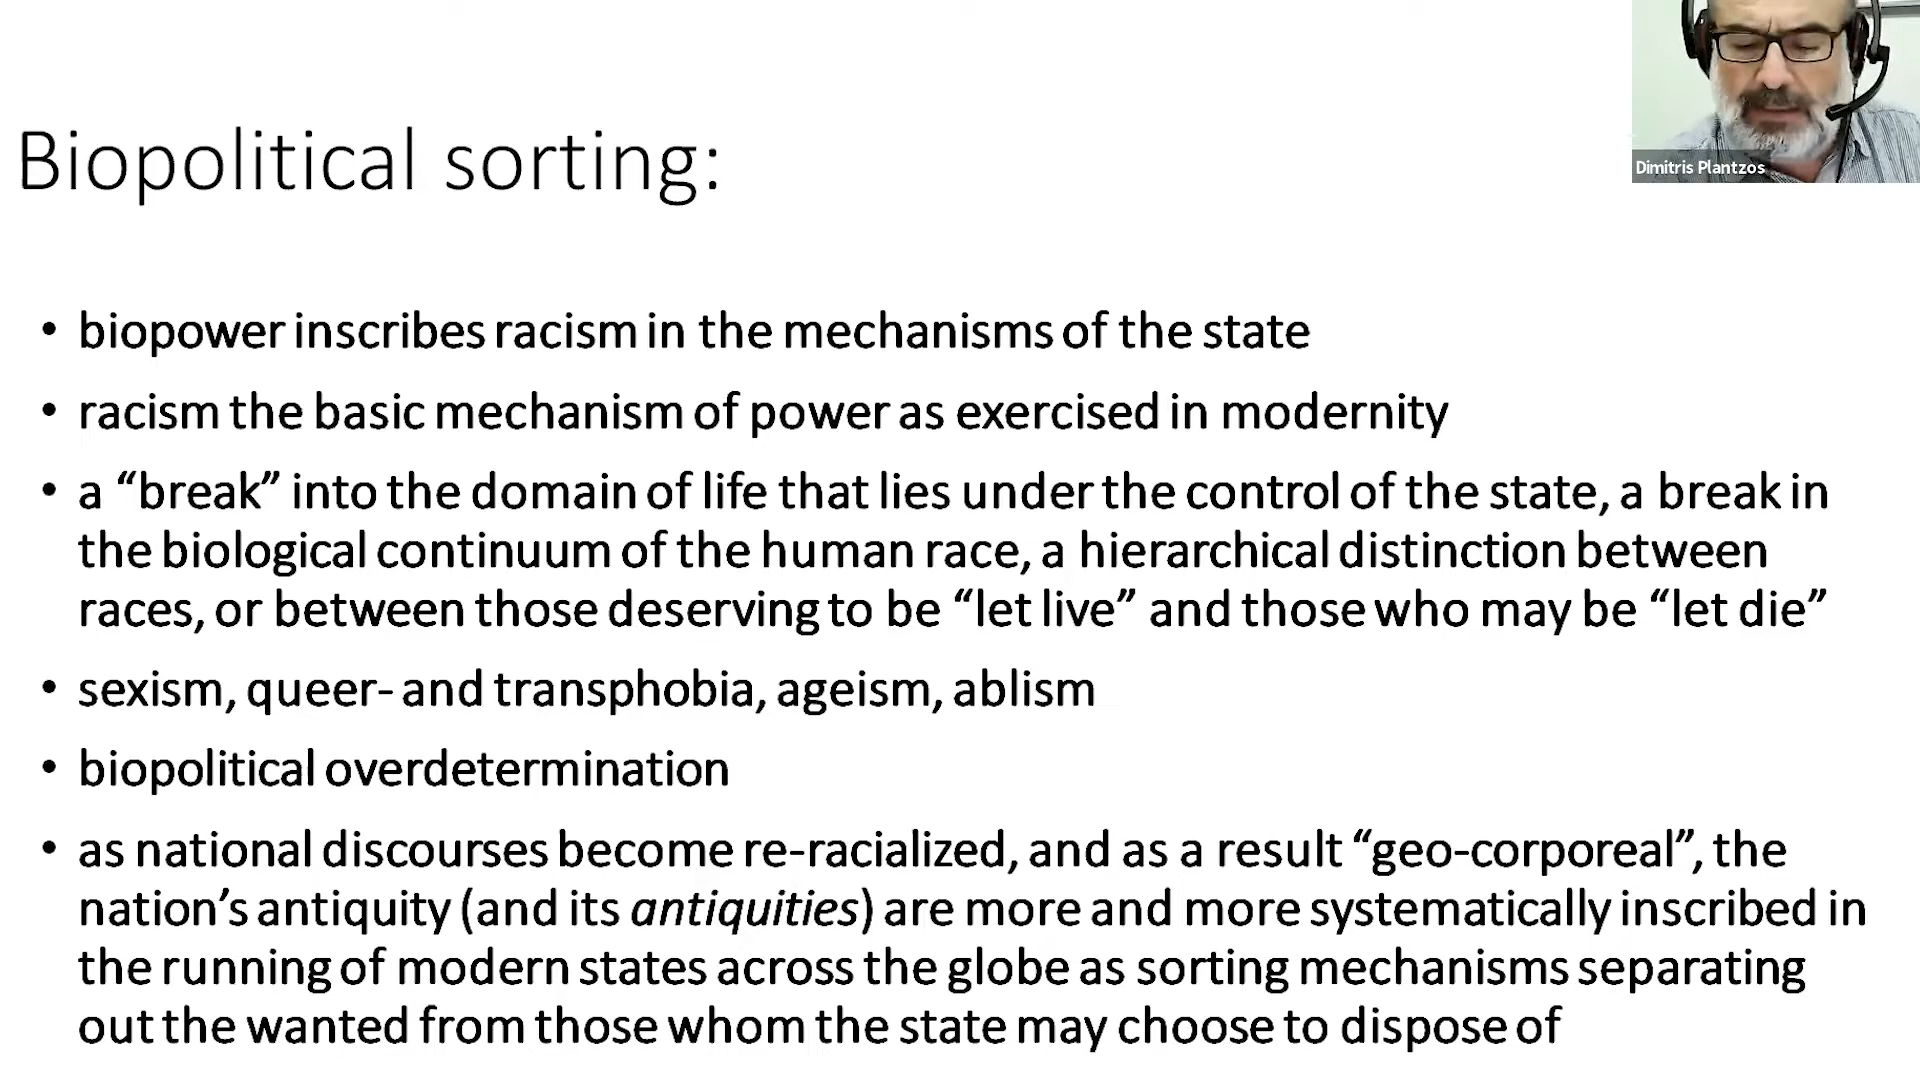 Dimitris Plantzos
Biopolitical sorting:
• biopower inscribes racism in the mechanisms of the state
• racism the basic mechanism of power as exercised in modernity
• a “break” into the domain of life that lies under the control of the state, a break in
the biological continuum of the human race, a hierarchical distinction between
races, or between those deserving to be “let live” and those who may be “let die”
• sexism, queer- and transphobia, ageism, ablism
• biopolitical overdetermination
• as national discourses become re-racialized, and as a result “geo-corporeal”, the
nation’s antiquity (and its antiquities) are more and more systematically inscribed in
the running of modern states across the globe as sorting mechanisms separating
out the wanted from those whom the state may choose to dispose of